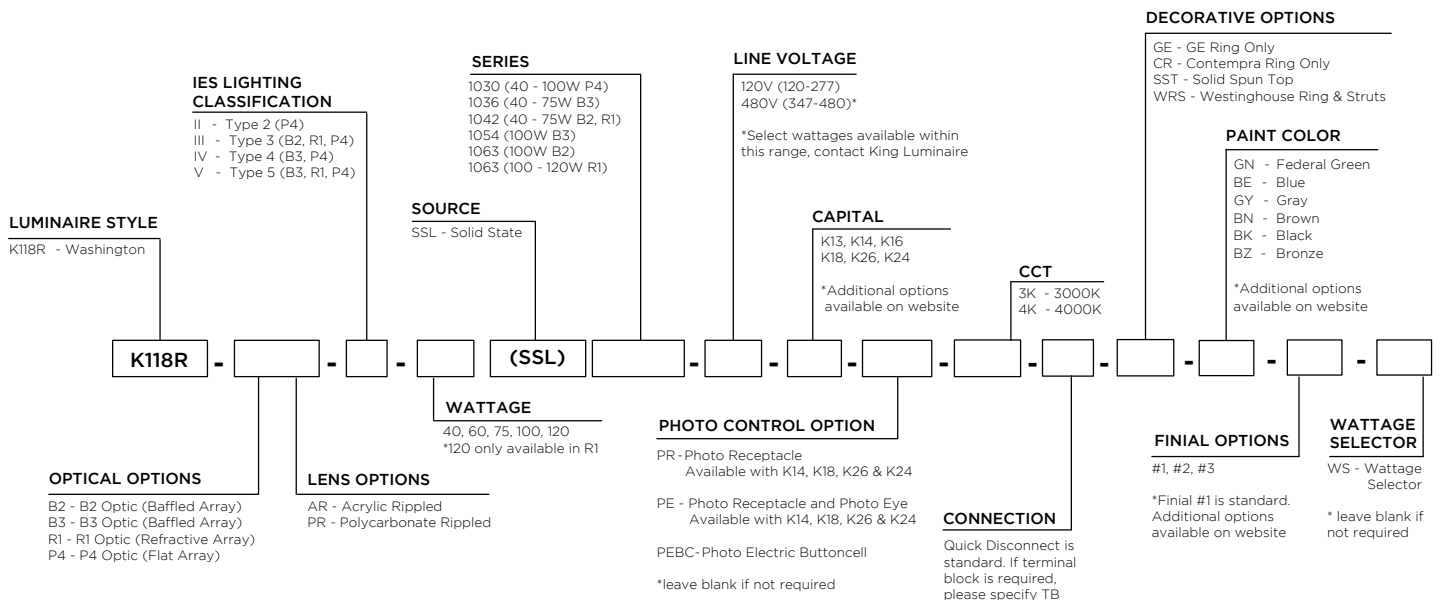 DECORATIVE OPTIONS
GE - GE Ring Only
CR - Contempra Ring Only
SST - Solid Spun Top
WRS - Westinghouse Ring & Struts
SERIES
1030 (40 - 100W P4)
1036 (40 - 75W B3)
1042 (40 - 75W B2, R1)
1054 (100W B3)
1063 (100W B2)
1063 (100 - 120W R1)
LINE VOLTAGE
120V (120-277)
480V (347-480)*
*Select wattages available within
this range, contact King Luminaire
IES LIGHTING
CLASSIFICATION
II - Type 2 (P4)
III - Type 3 (B2, R1, P4)
IV - Type 4 (B3, P4)
V - Type 5 (B3, R1, P4)
PAINT COLOR
GN - Federal Green
BE - Blue
GY - Gray
BN - Brown
BK - Black
BZ - Bronze
*Additional options
available on website
LUMINAIRE STYLE
K118R - Washington
SOURCE
SSL - Solid State
CAPITAL
K13, K14, K16
K18, K26, K24
*Additional options
available on website
CCT
3K - 3000K
4K - 4000K
K118R - - - (SSL) - - - - - - - - -
WATTAGE
40, 60, 75, 100, 120
*120 only available in R1
PHOTO CONTROL OPTION
PR-Photo Receptacle
Available with K14, K18, K26 & K24
PE - Photo Receptacle and Photo Eye
Available with K14, K18, K26 & K24
PEBC-Photo Electric Buttoncell
*leave blank if not required
FINIAL OPTIONS
#1, #2, #3
*Finial #1 is standard.
Additional options
available on website
WATTAGE
SELECTOR
WS - Wattage
Selector
* leave blank if
not required
OPTICAL OPTIONS
B2 - B2 Optic (Baffled Array)
B3 - B3 Optic (Baffled Array)
R1 - R1 Optic (Refractive Array)
P4 - P4 Optic (Flat Array)
LENS OPTIONS
AR - Acrylic Rippled
PR - Polycarbonate Rippled
CONNECTION
Quick Disconnect is
standard. If terminal
block is required,
please specify TB